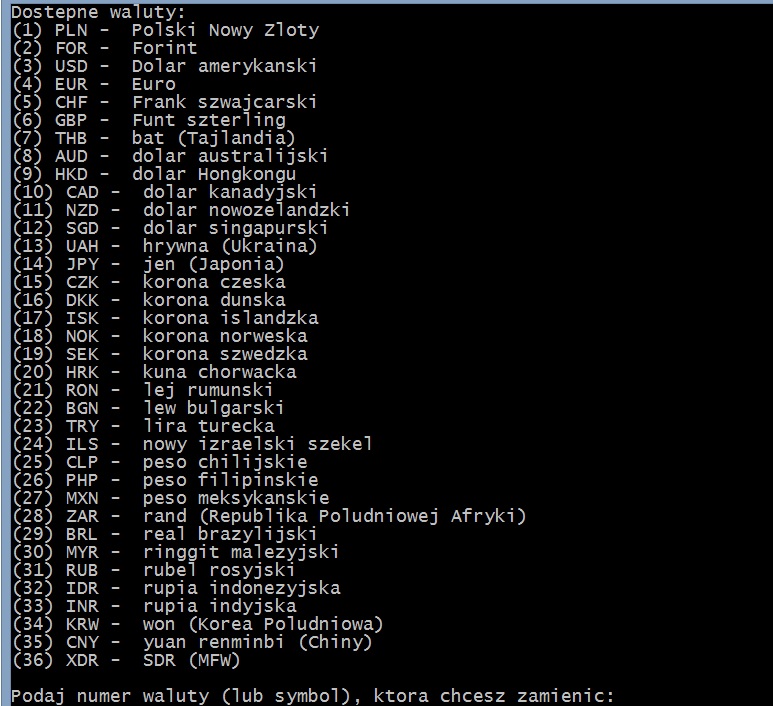 Dostepne waluty:
(1) PLN -  Polski Nowy Zloty
(2) FOR -  Forint
(3) USD -  Dolar amerykanski
(4) EUR -  Euro
(5) CHF -  Frank szwajcarski
(6) GBP -  Funt szterling
(7) THB -  bat (Tajlandia)
(8) AUD -  dolar australijski
(9) HKD -  dolar Hongkongu
(10) CAD -  dolar kanadyjski
(11) NZD -  dolar nowozelandzki
(12) SGD -  dolar singapurski
(13) UAH -  hrywna (Ukraina)
(14) JPY -  jen (Japonia)
(15) CZK -  korona czeska
(16) DKK -  korona dunska
(17) ISK -  korona islandzka
(18) NOK -  korona norweska
(19) SEK -  korona szwedzka
(20) HRK -  kuna chorwacka
(21) RON -  lej rumunski
(22) BGN -  lew bulgarski
(23) TRY -  lira turecka
(24) ILS -  nowy izraelski szekel
(25) CLP -  peso chilijskie
(26) PHP -  peso filipinskie
(27) MXN -  peso meksykanskie
(28) ZAR -  rand (Republika Poludniowej Afryki)
(29) BRL -  real brazylijski
(30) MYR -  ringgit malezyjski
(31) RUB -  rubel rosyjski
(32) IDR -  rupia indonezyjska
(33) INR -  rupia indyjska
(34) KRW -  won (Korea Poludniowa)
(35) CNY -  yuan renminbi (Chiny)
(36) XDR -  SDR (MFW)
Podaj numer waluty (lub symbol), ktora chcesz zamienic: